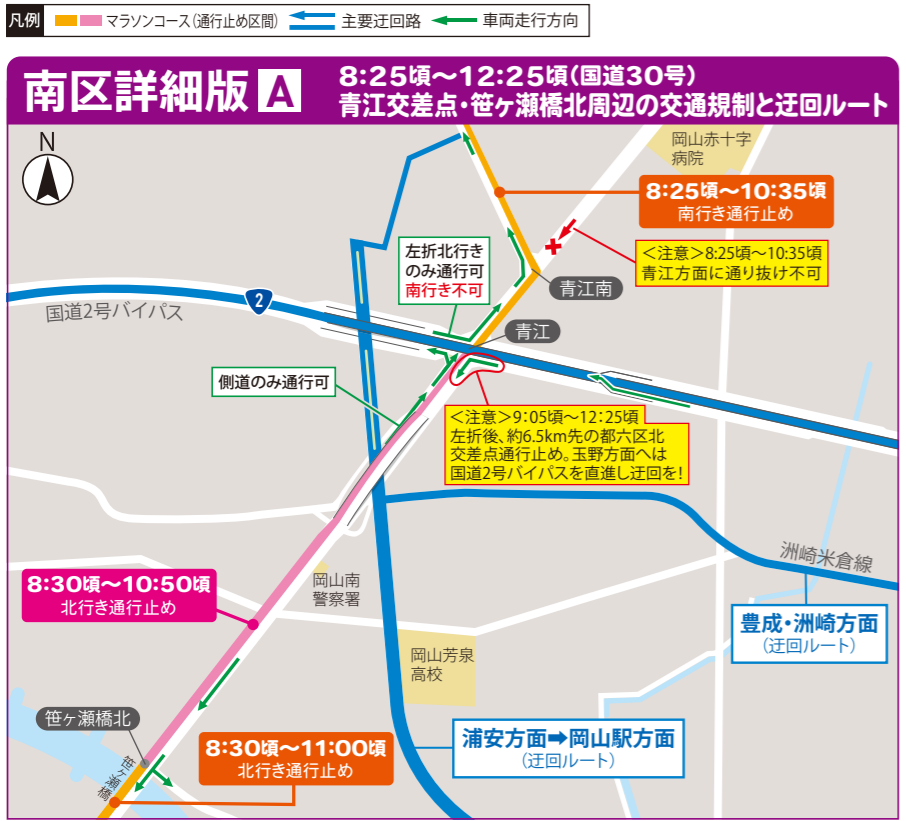 凡例 マラソンコース(通行止め区間) 主要迂回路 車両走行方向
南区詳細版 A
8:25頃〜12:25頃(国道30号)
青江交差点・笹ヶ瀬橋北周辺の交通規制と迂回ルート
N
岡山赤十字
病院
8:25頃〜10:35頃
南行き通行止め
<注意>8:25頃〜10:35頃
青江方面に通り抜け不可
左折北行き
のみ通行可
南行き不可
青江南
2
国道2号バイパス
青江
側道のみ通行可
<注意>9:05頃〜12:25頃
左折後、約6.5km先の都六区北
交差点通行止め。玉野方面へは
国道2号バイパスを直進し迂回を!
洲崎米倉線
8:30頃〜10:50頃
北行き通行止め
岡山南
警察署
豊成・洲崎方面
(迂回ルート)
岡山芳泉
高校
笹ヶ瀬橋北
浦安方面➡岡山駅方面
(迂回ルート)
8:30頃〜11:00頃
北行き通行止め
笹ヶ瀬橋